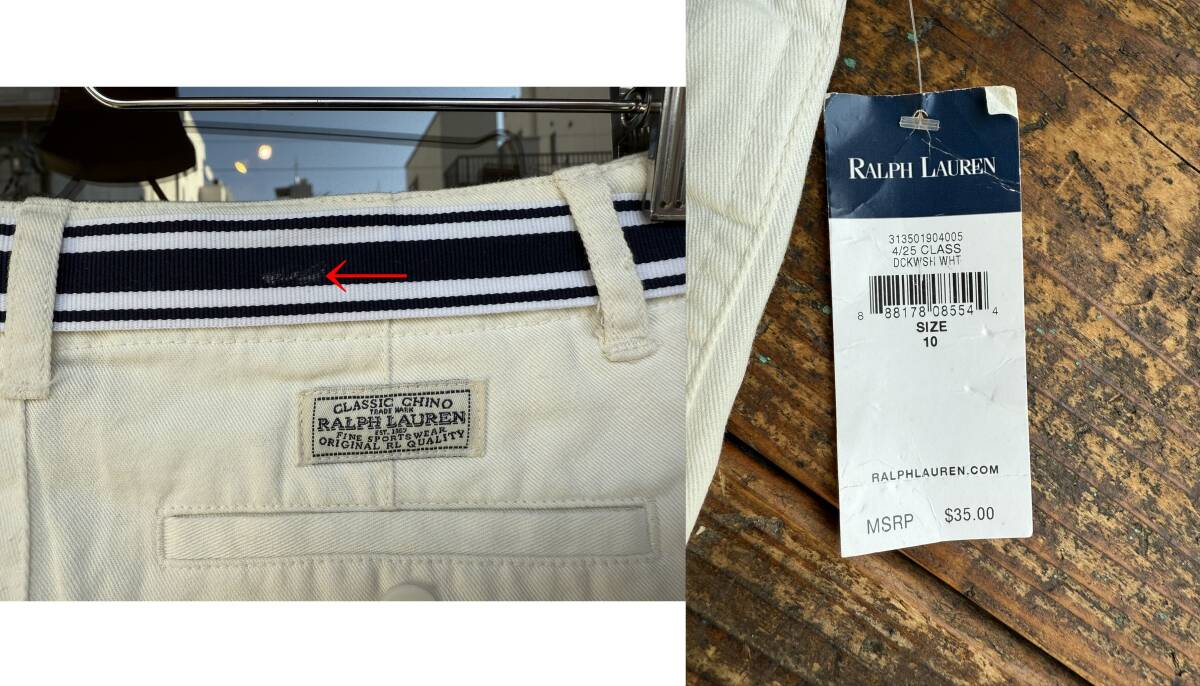 CLASSIC CHINO
TRADE MARK
RALPH LAUREN
EST. 1967
FINE SPORTSWEAR
ORIGINAL RL QUALITY
RALPH LAUREN
313501904005
4/25 CLASS
DCKWSH WHT
8 88178 08554 4
SIZE
10
RALPHLAUREN.COM
MSRP $35.00